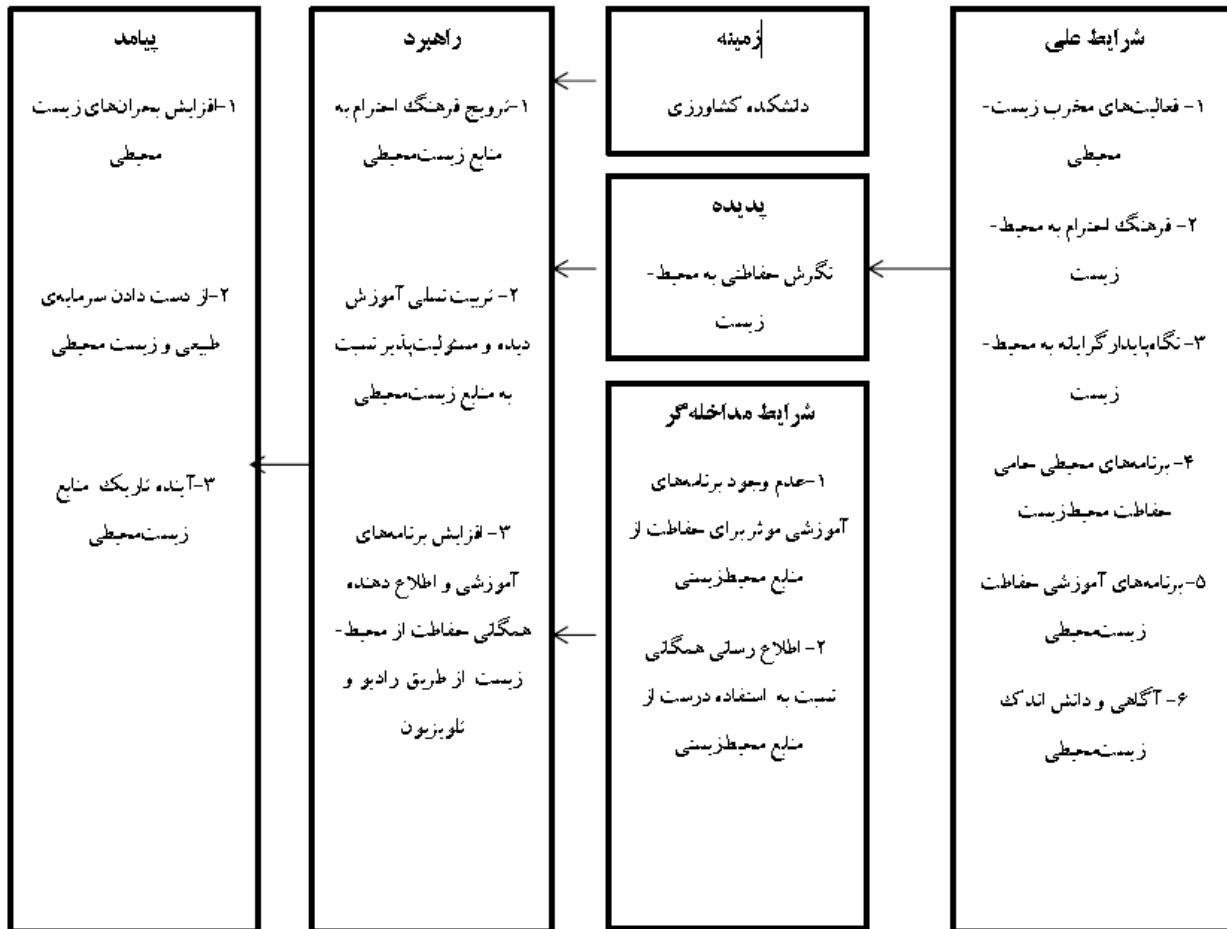 شرایط علی
۱- فعالیت‌های مخرب زیست-
محیطی
۲- فرهنگ احترام به محیط-
زیست
۳-نگاه‌پایدارگرایانه به محیط-
زیست
۴- برنامه‌های محیطی حامی
حفاظت محیط‌زیست
۵-برنامه‌های آموزشی حفاظت
زیست‌محیطی
۶- آگاهی و دانش اندک
زیست‌محیطی
زمینه
دانشکده کشاورزی
پدیده
نگرش حفاظتی به محیط-
زیست
شرایط مداخله‌گر
۱-عدم وجود برنامه‌های
آموزشی موثر برای حفاظت از
منابع محیط‌زیستی
۲- اطلاع رسانی همگانی
نسبت به استفاده درست از
منابع محیط‌زیستی
راهبرد
۱-ترویج فرهنگ احترام به
منابع زیست‌محیطی
۲- تربیت نسلی آموزش
دیده و مسئولیت‌پذیر نسبت
به منابع زیست‌محیطی
۳- افزایش برنامه‌های
آموزشی و اطلاع دهنده
همگانی حفاظت از محیط-
زیست از طریق رادیو و
تلویزیون
پیامد
۱-افزایش بحران‌های زیست
محیطی
۲-از دست دادن سرمایه‌ی
طبیعی و زیست محیطی
۳-آینده تاریک منابع
زیست‌محیطی